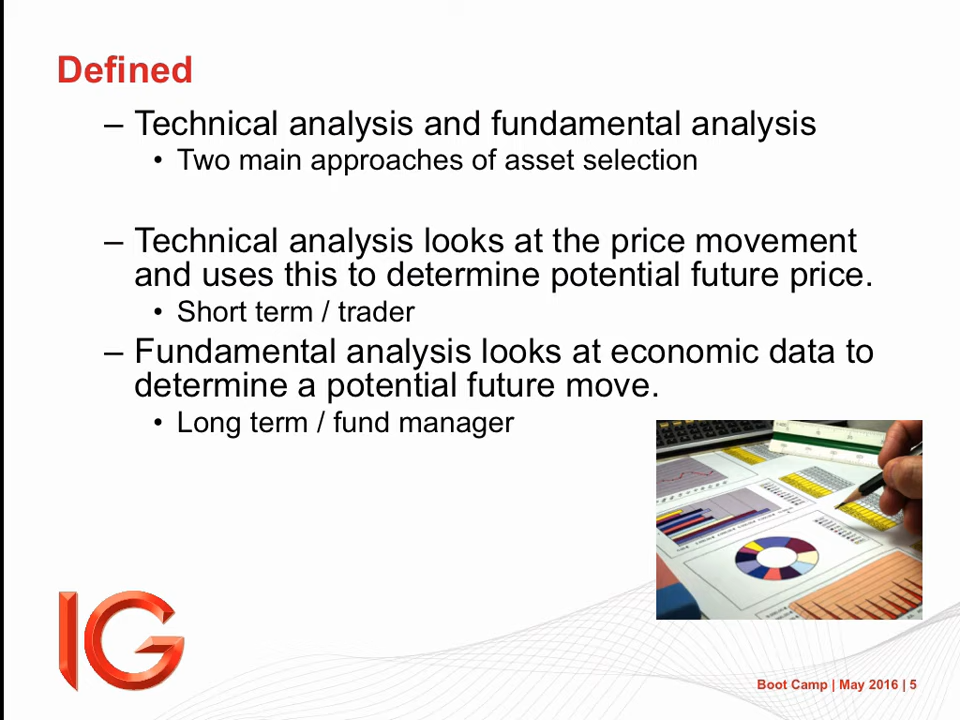 Defined
– Technical analysis and fundamental analysis
• Two main approaches of asset selection
– Technical analysis looks at the price movement
and uses this to determine potential future price.
• Short term / trader
– Fundamental analysis looks at economic data to
determine a potential future move.
• Long term / fund manager
IG
Boot Camp | May 2016 | 5